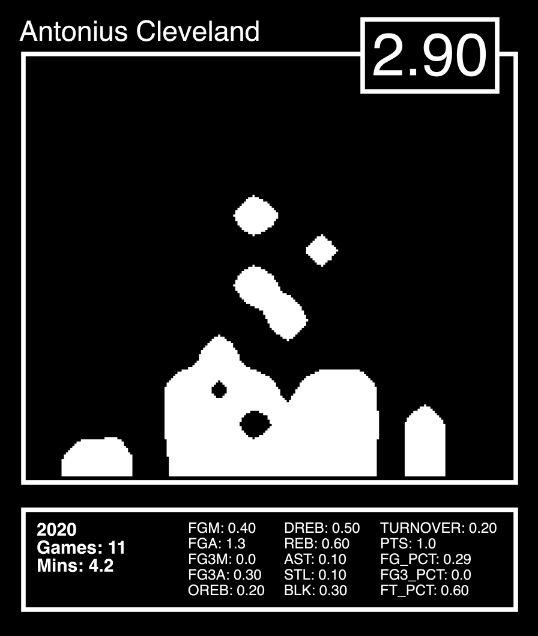 Antonius Cleveland
2.90
2020
Games: 11
Mins: 4.2
FGM: 0.40
FGA: 1.3
FG3M: 0.0
FG3A: 0.30
OREB: 0.20
DREB: 0.50
REB: 0.60
AST: 0.10
STL: 0.10
BLK: 0.30
TURNOVER: 0.20
PTS: 1.0
FG_PCT: 0.29
FG3_PCT: 0.0
FT_PCT: 0.60